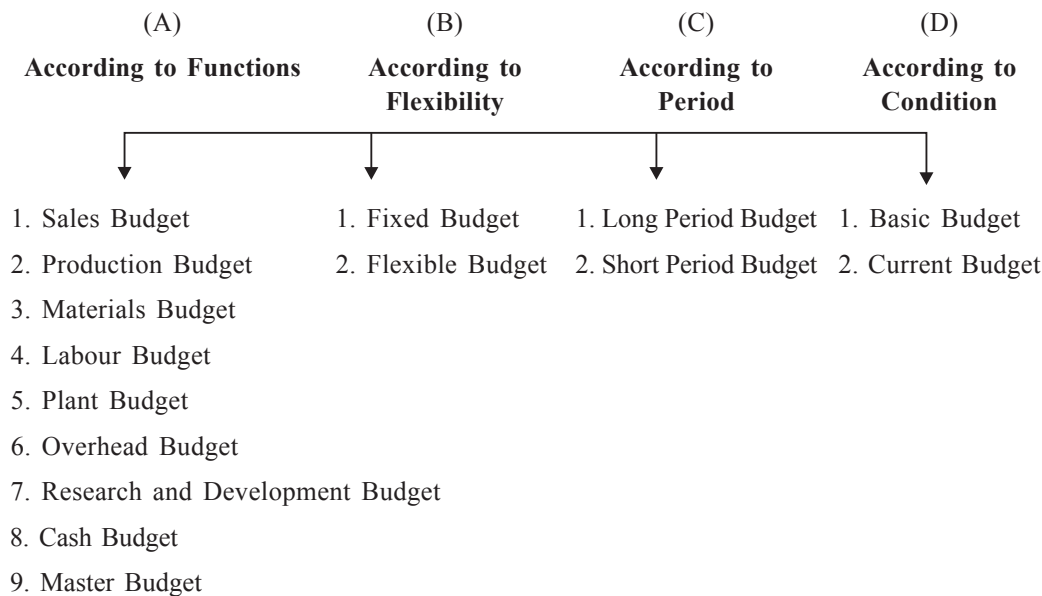 (A) (B) (C) (D)
According to Functions According to According to According to
Flexibility Period Condition
1. Sales Budget 1. Fixed Budget 1. Long Period Budget 1. Basic Budget
2. Production Budget 2. Flexible Budget 2. Short Period Budget 2. Current Budget
3. Materials Budget
4. Labour Budget
5. Plant Budget
6. Overhead Budget
7. Research and Development Budget
8. Cash Budget
9. Master Budget